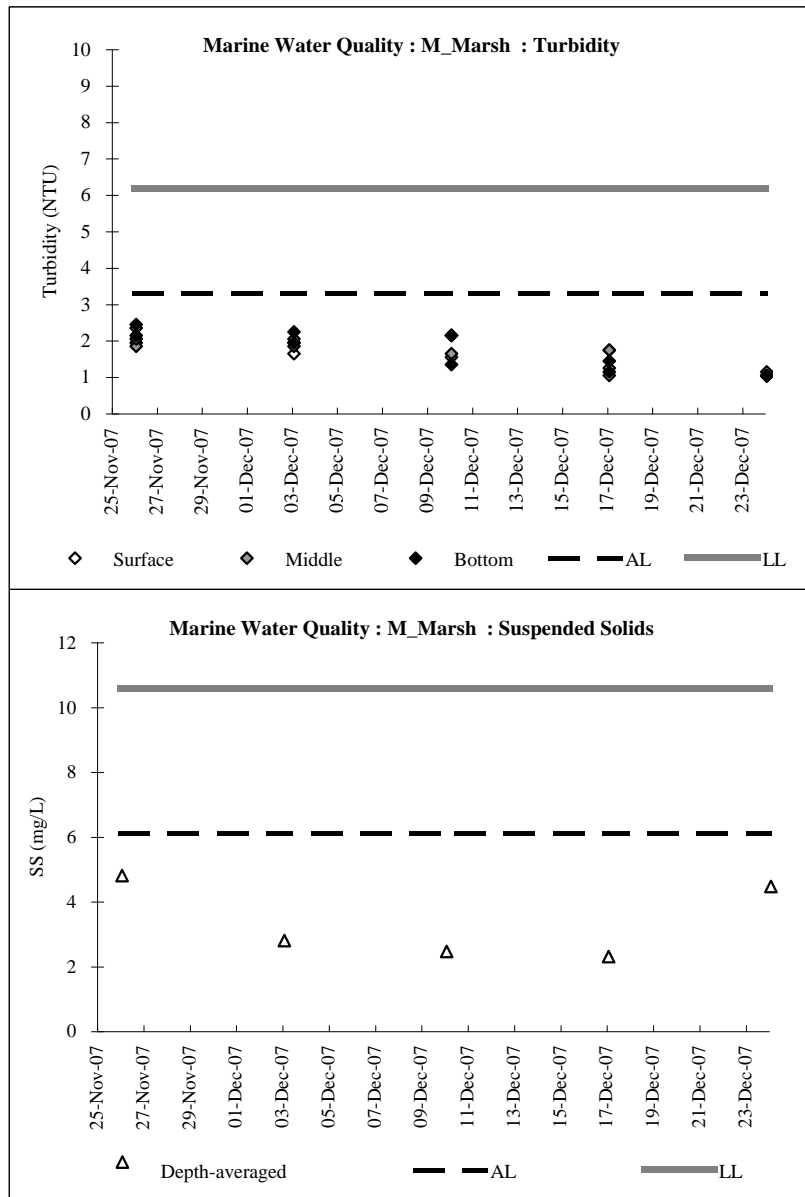 Marine Water Quality : M_Marsh : Turbidity
10
9
8
7
6
5
4
3
2
1
0
Turbidity (NTU)
25-Nov-07
27-Nov-07
29-Nov-07
01-Dec-07
03-Dec-07
05-Dec-07
07-Dec-07
09-Dec-07
11-Dec-07
13-Dec-07
15-Dec-07
17-Dec-07
19-Dec-07
21-Dec-07
23-Dec-07
Surface Middle Bottom AL LL
Marine Water Quality : M_Marsh : Suspended Solids
12
10
8
6
4
2
0
SS (mg/L)
25-Nov-07
27-Nov-07
29-Nov-07
01-Dec-07
03-Dec-07
05-Dec-07
07-Dec-07
09-Dec-07
11-Dec-07
13-Dec-07
15-Dec-07
17-Dec-07
19-Dec-07
21-Dec-07
23-Dec-07
Depth-averaged AL LL